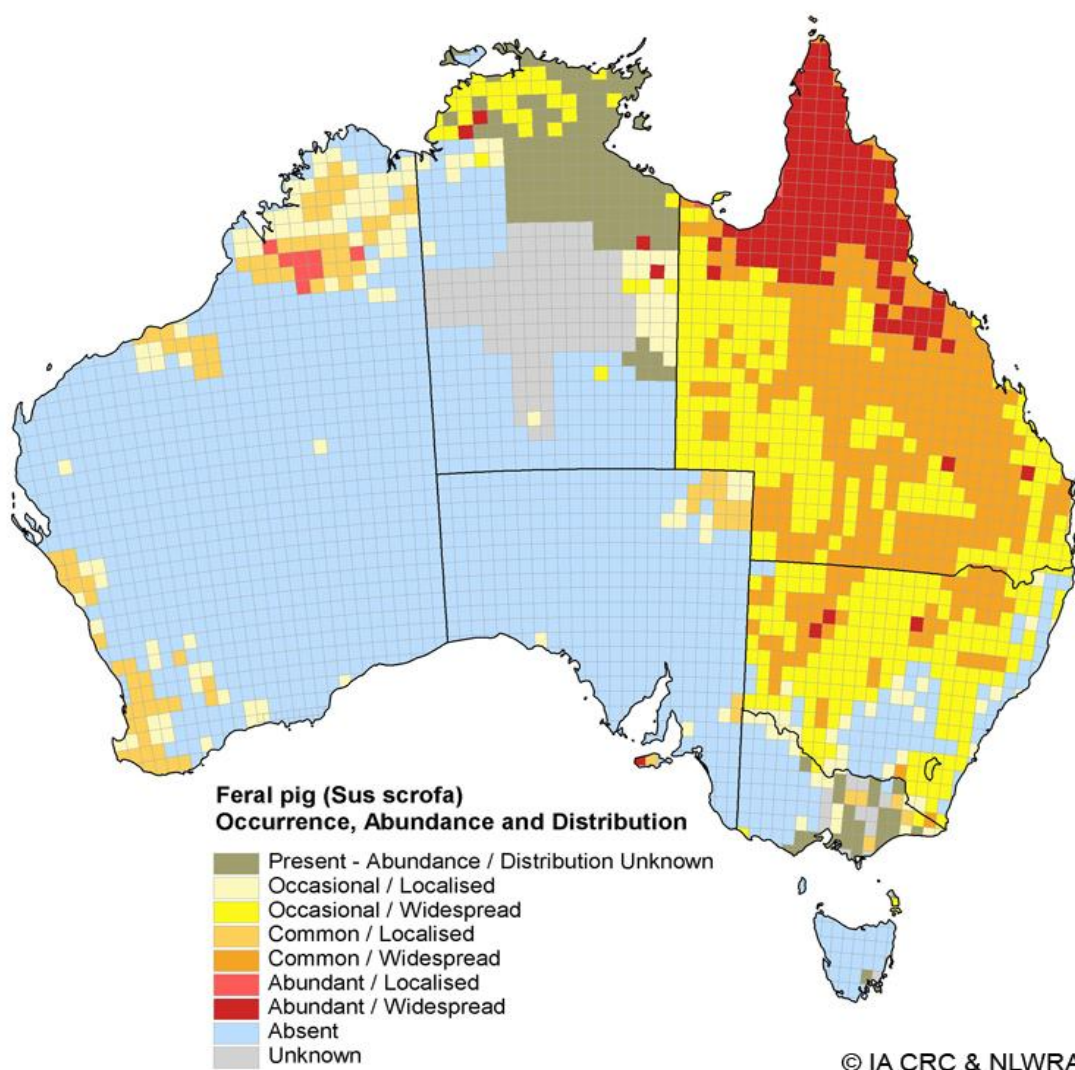 Feral pig (Sus scrofa)
Occurrence, Abundance and Distribution
Present - Abundance / Distribution Unknown
Occasional / Localised
Occasional / Widespread
Common / Localised
Common / Widespread
Abundant / Localised
Abundant / Widespread
Absent
Unknown
© IA CRC & NLWRA